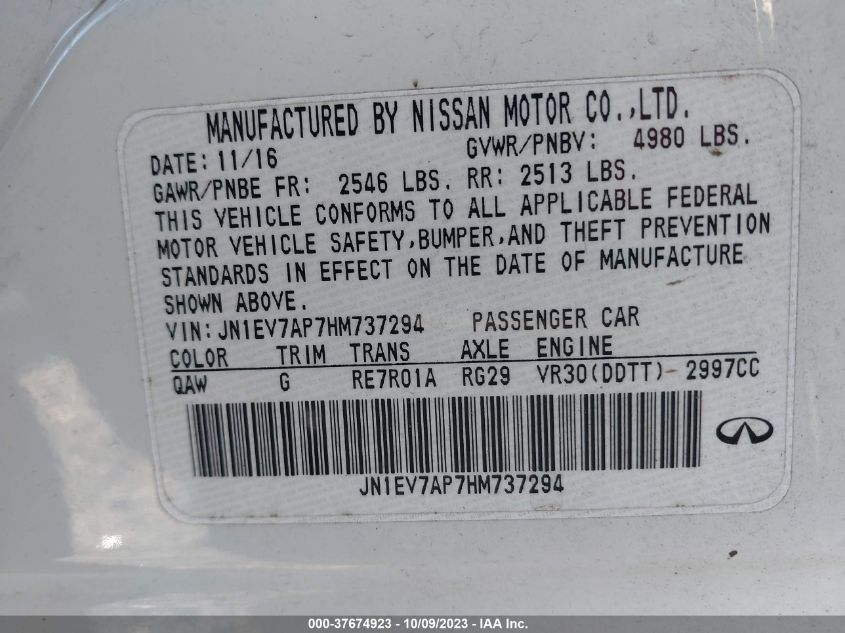 MANUFACTURED BY NISSAN MOTOR CO.,LTD.
DATE: 11/16 GVWR/PNBV: 4980 LBS.
GAWR/PNBE FR: 2546 LBS. RR: 2513 LBS.
THIS VEHICLE CONFORMS TO ALL APPLICABLE FEDERAL
MOTOR VEHICLE SAFETY,BUMPER,AND THEFT PREVENTION
STANDARDS IN EFFECT ON THE DATE OF MANUFACTURE
SHOWN ABOVE.
VIN:JN1EV7AP7HM737294 PASSENGER CAR
COLOR TRIM TRANS AXLE ENGINE
QAW G RE7R01A RG29 VR30(DDTT)- 2997CC
JN1EV7AP7HM737294
000-37674923 - 10/09/2023 - IAA Inc.